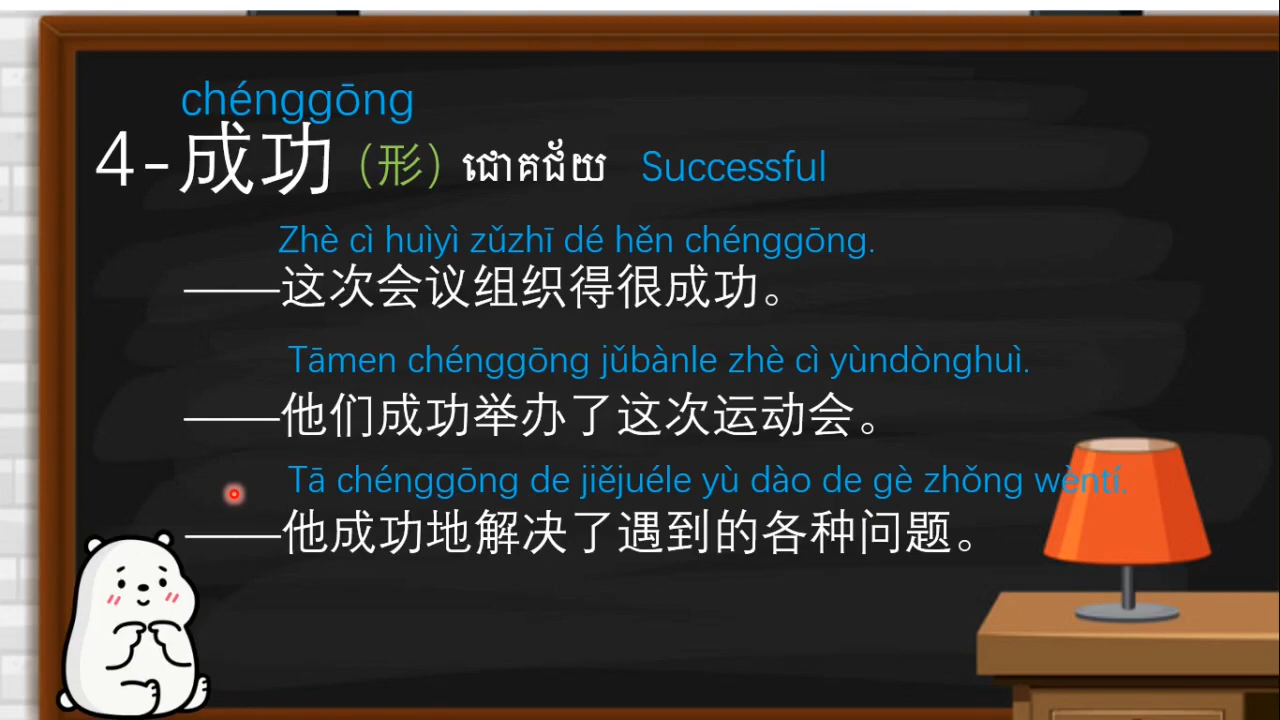 chénggōng
4-成功（形）ជោគជ័យ Successful
Zhè cì huìyì zǔzhī dé hěn chénggōng.
——这次会议组织得很成功。
Tāmen chénggōng jǔbànle zhè cì yùndònghuì.
——他们成功举办了这次运动会。
Tā chénggōng de jiějuéle yù dào de gè zhǒng wèntí.
——他成功地解决了遇到的各种问题。